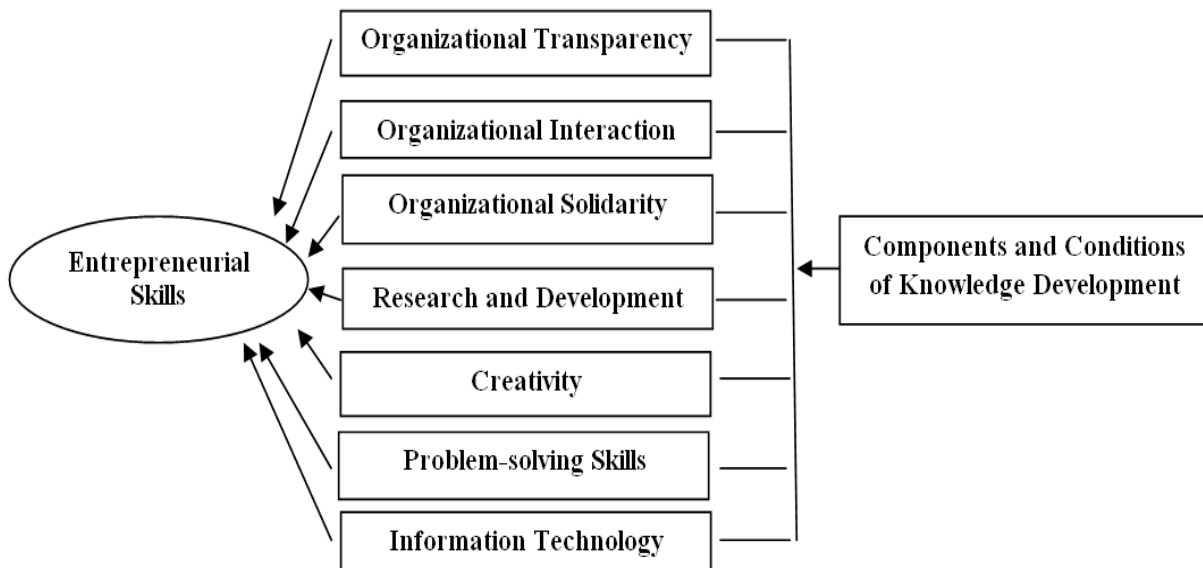 Organizational Transparency
Organizational Interaction
Organizational Solidarity
Entrepreneurial
Skills
Research and Development
Creativity
Problem-solving Skills
Information Technology
Components and Conditions
of Knowledge Development